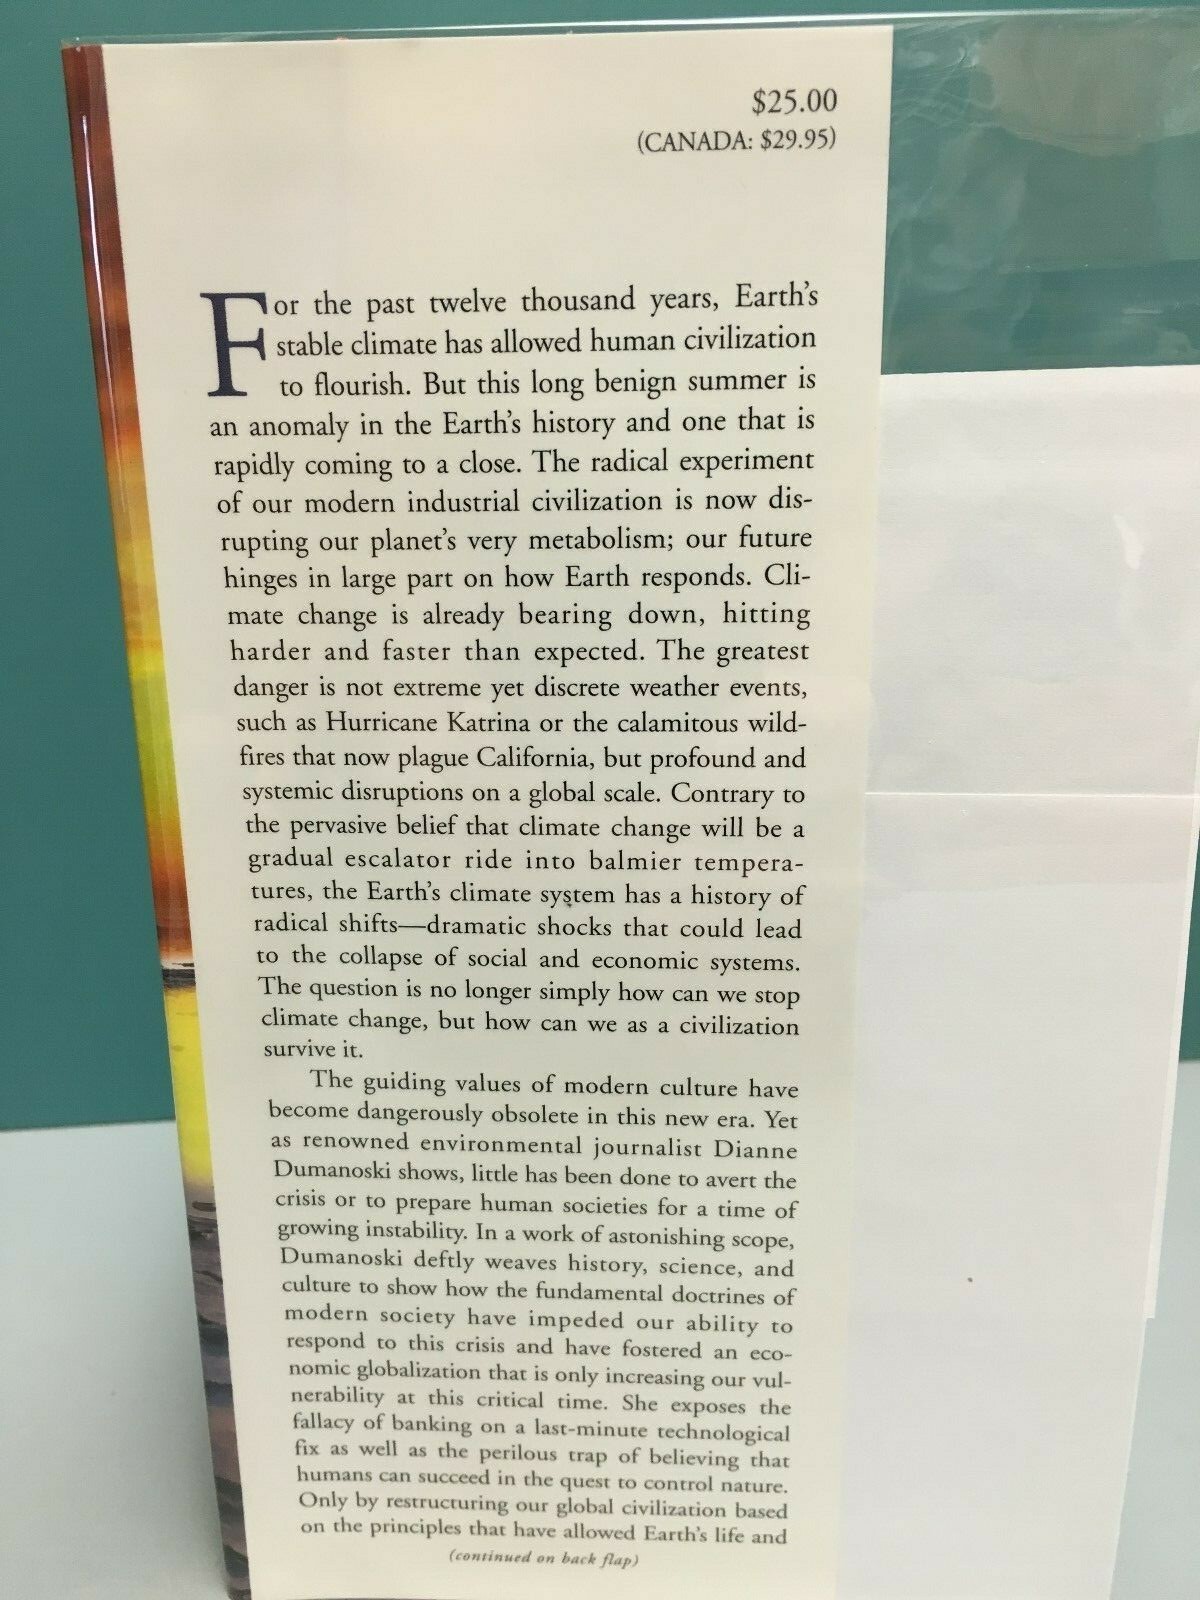 $25.00
(CANADA: $29.95)
For the past twelve thousand years, Earth's
stable climate has allowed human civilization
to flourish. But this long benign summer is
an anomaly in the Earth's history and one that is
rapidly coming to a close. The radical experiment
of our modern industrial civilization is now dis-
rupting our planet's very metabolism; our future
hinges in large part on how Earth responds. Cli-
mate change is already bearing down, hitting
harder and faster than expected. The greatest
danger is not extreme yet discrete weather events,
such as Hurricane Katrina or the calamitous wild-
fires that now plague California, but profound and
systemic disruptions on a global scale. Contrary to
the pervasive belief that climate change will be a
gradual escalator ride into balmier tempera-
tures, the Earth's climate system has a history of
radical shifts—dramatic shocks that could lead
to the collapse of social and economic systems.
The question is no longer simply how can we stop
climate change, but how can we as a civilization
survive it.
The guiding values of modern culture have
become dangerously obsolete in this new era. Yet
as renowned environmental journalist Dianne
Dumanoski shows, little has been done to avert the
crisis or to prepare human societies for a time of
growing instability. In a work of astonishing scope,
Dumanoski deftly weaves history, science, and
culture to show how the fundamental doctrines of
modern society have impeded our ability to
respond to this crisis and have fostered an eco-
nomic globalization that is only increasing our vul-
nerability at this critical time. She exposes the
fallacy of banking on a last-minute technological
fix as well as the perilous trap of believing that
humans can succeed in the quest to control nature.
Only by restructuring our global civilization based
on the principles that have allowed Earth's life and
(continued on back flap)